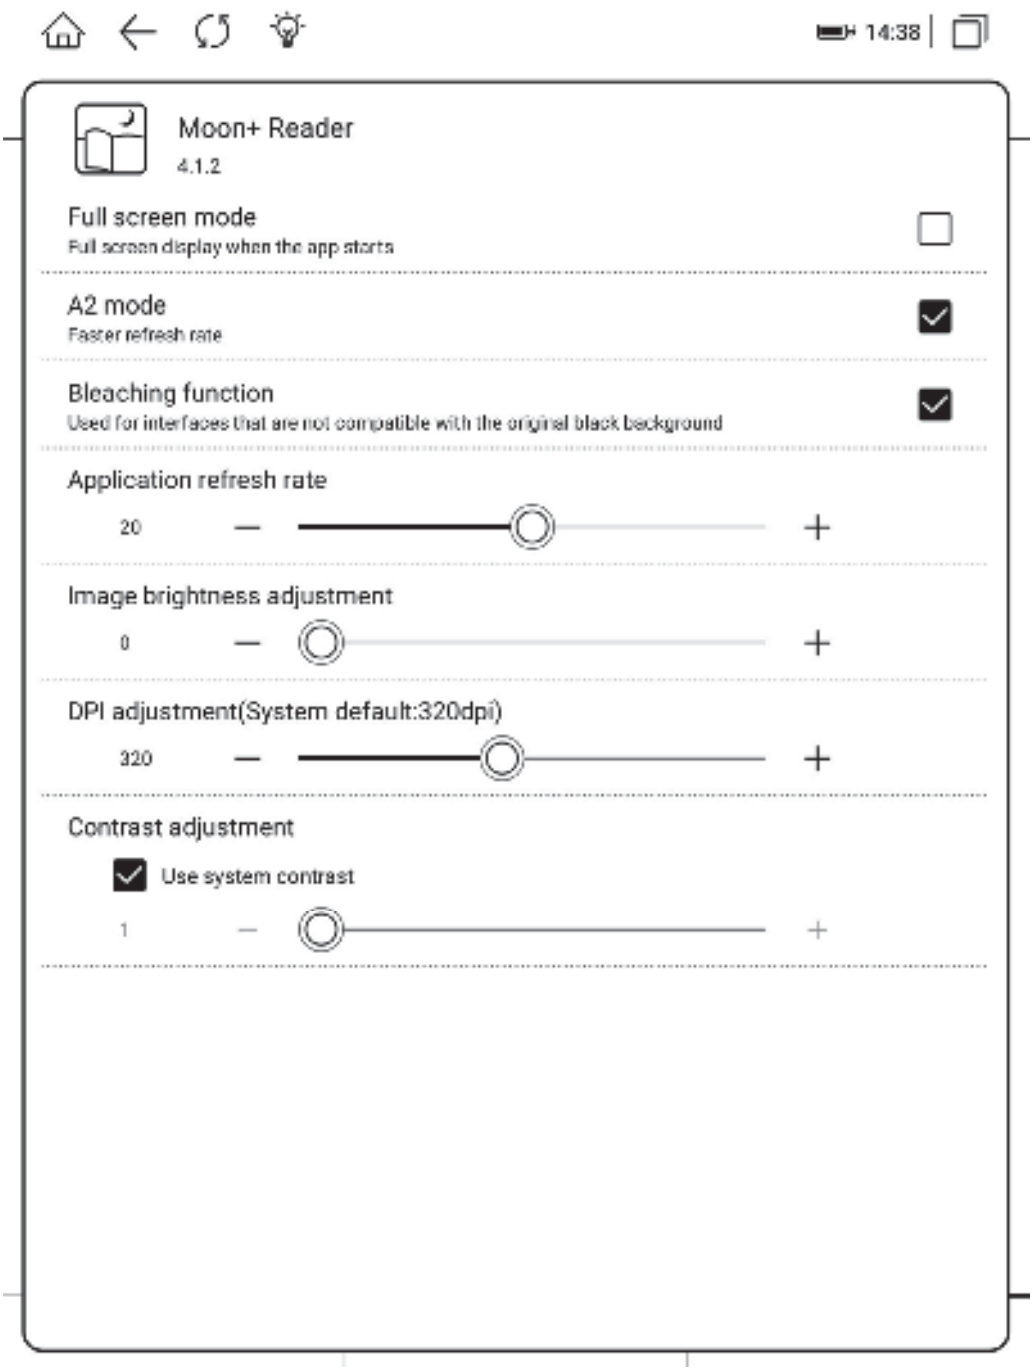 14:38
Moon+ Reader
4.1.2
Full screen mode
Full screen display when the app starts
A2 mode
Faster refresh rate
Bleaching function
Used for interfaces that are not compatible with the original black background
Application refresh rate
20 — +
Image brightness adjustment
0 — +
DPI adjustment(System default:320dpi)
320 — +
Contrast adjustment
Use system contrast
1 — +